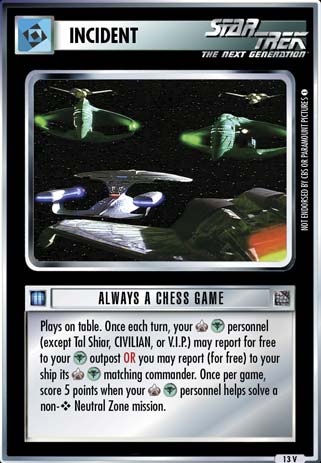 INCIDENT
STAR TREK
THE NEXT GENERATION
NOT ENDORSED BY CBS OR PARAMOUNT PICTURES
ALWAYS A CHESS GAME
Plays on table. Once each turn, your personnel
(except Tal Shiar, CIVILIAN, or V.I.P.) may report for free
to your outpost OR you may report (for free) to your
ship its matching commander. Once per game,
score 5 points when your personnel helps solve a
non- Neutral Zone mission.
13 V